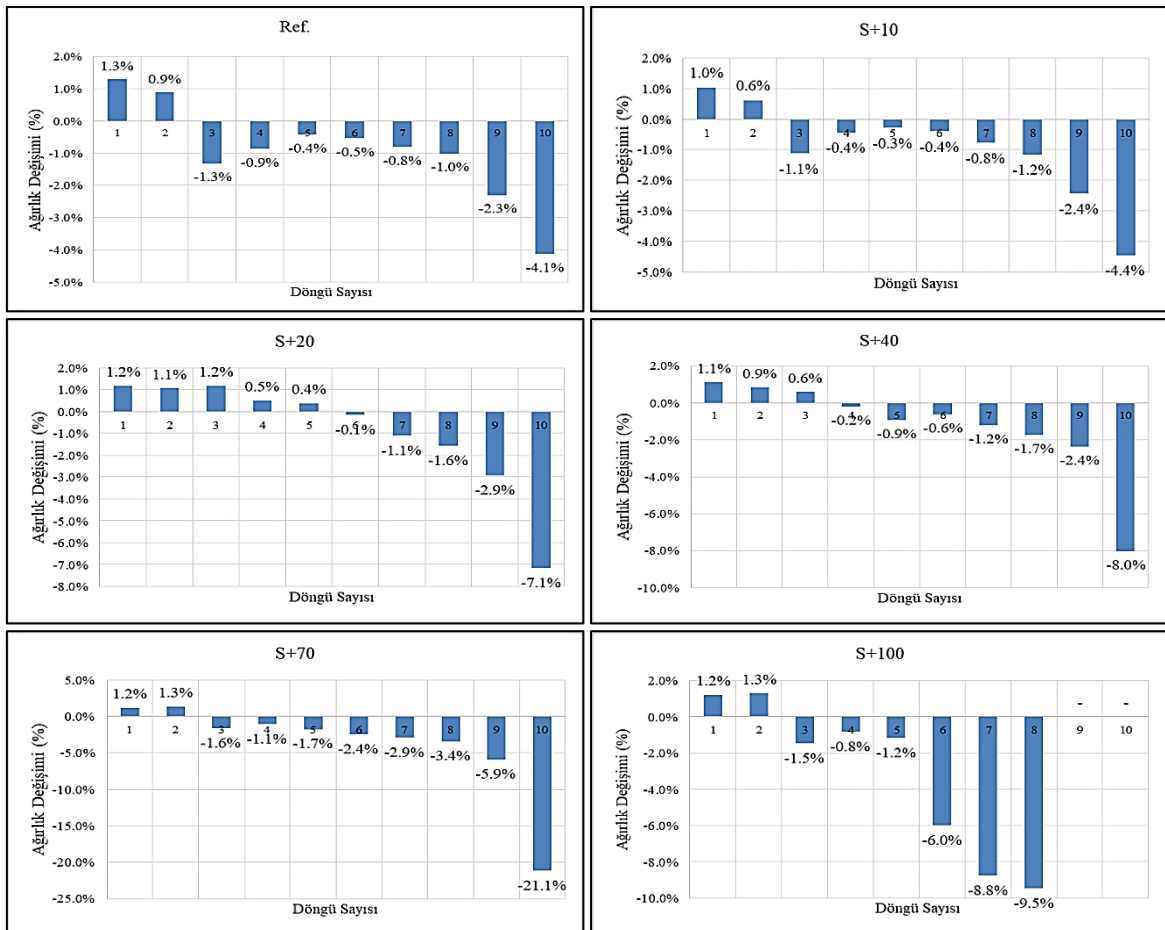 Ref.
Ağırlık Değişimi (%)
2.0%
1.0%
0.0%
-1.0%
-2.0%
-3.0%
-4.0%
-5.0%
1.3% 0.9% -1.3% -0.9% -0.4% -0.5% -0.8% -1.0% -2.3% -4.1%
1 2 3 4 5 6 7 8 9 10
Döngü Sayısı
S+10
Ağırlık Değişimi (%)
2.0%
1.0%
0.0%
-1.0%
-2.0%
-3.0%
-4.0%
-5.0%
1.0% 0.6% -1.1% -0.4% -0.3% -0.4% -0.8% -1.2% -2.4% -4.4%
1 2 3 4 5 6 7 8 9 10
Döngü Sayısı
S+20
Ağırlık Değişimi (%)
2.0%
1.0%
0.0%
-1.0%
-2.0%
-3.0%
-4.0%
-5.0%
-6.0%
-7.0%
-8.0%
1.2% 1.1% 1.2% 0.5% 0.4% -0.1% -1.1% -1.6% -2.9% -7.1%
1 2 3 4 5 6 7 8 9 10
Döngü Sayısı
S+40
Ağırlık Değişimi (%)
2.0%
0.0%
-2.0%
-4.0%
-6.0%
-8.0%
-10.0%
1.1% 0.9% 0.6% -0.2% -0.9% -0.6% -1.2% -1.7% -2.4% -8.0%
1 2 3 4 5 6 7 8 9 10
Döngü Sayısı
S+70
Ağırlık Değişimi (%)
5.0%
0.0%
-5.0%
-10.0%
-15.0%
-20.0%
-25.0%
1.2% 1.3% -1.6% -1.1% -1.7% -2.4% -2.9% -3.4% -5.9% -21.1%
1 2 3 4 5 6 7 8 9 10
Döngü Sayısı
S+100
Ağırlık Değişimi (%)
2.0%
0.0%
-2.0%
-4.0%
-6.0%
-8.0%
-10.0%
1.2% 1.3% -1.5% -0.8% -1.2% -6.0% -8.8% -9.5% - -
1 2 3 4 5 6 7 8 9 10
Döngü Sayısı